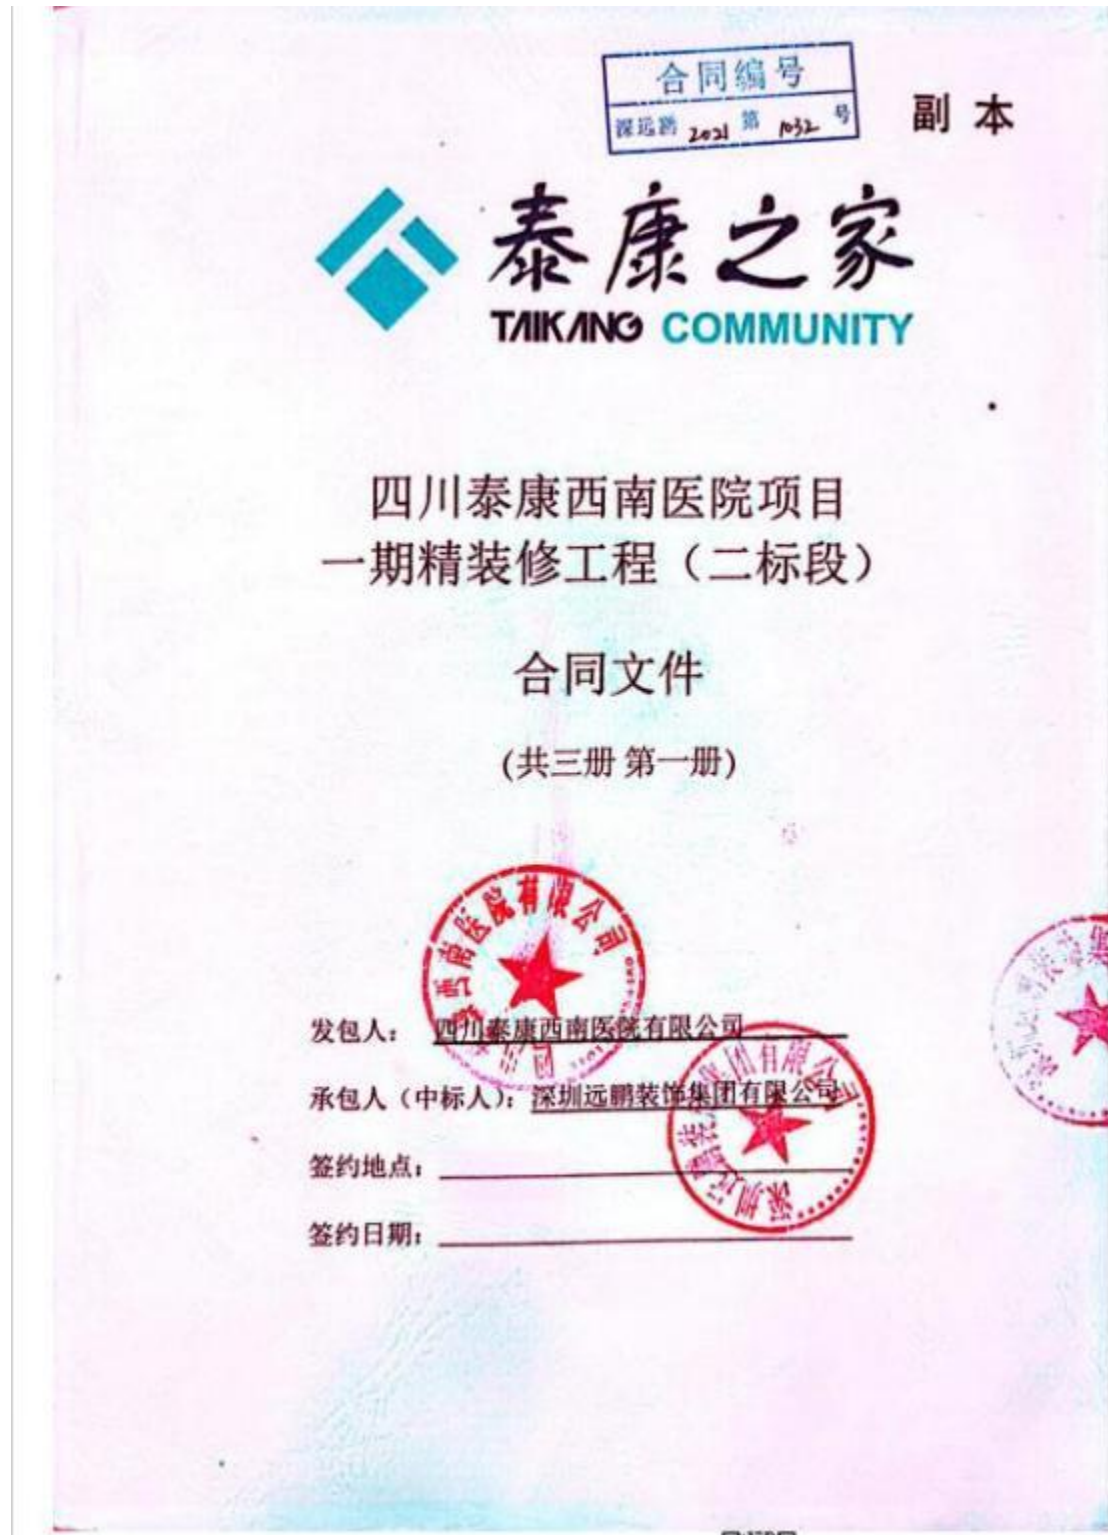 合同编号
深远鹏 2021 第 1032 号
副本
泰康之家
TAIKANG COMMUNITY
四川泰康西南医院项目
一期精装修工程（二标段）
合同文件
(共三册 第一册)
发包人： 四川泰康西南医院有限公司
承包人（中标人）：深圳远鹏装饰集团有限公司
签约地点：
签约日期：